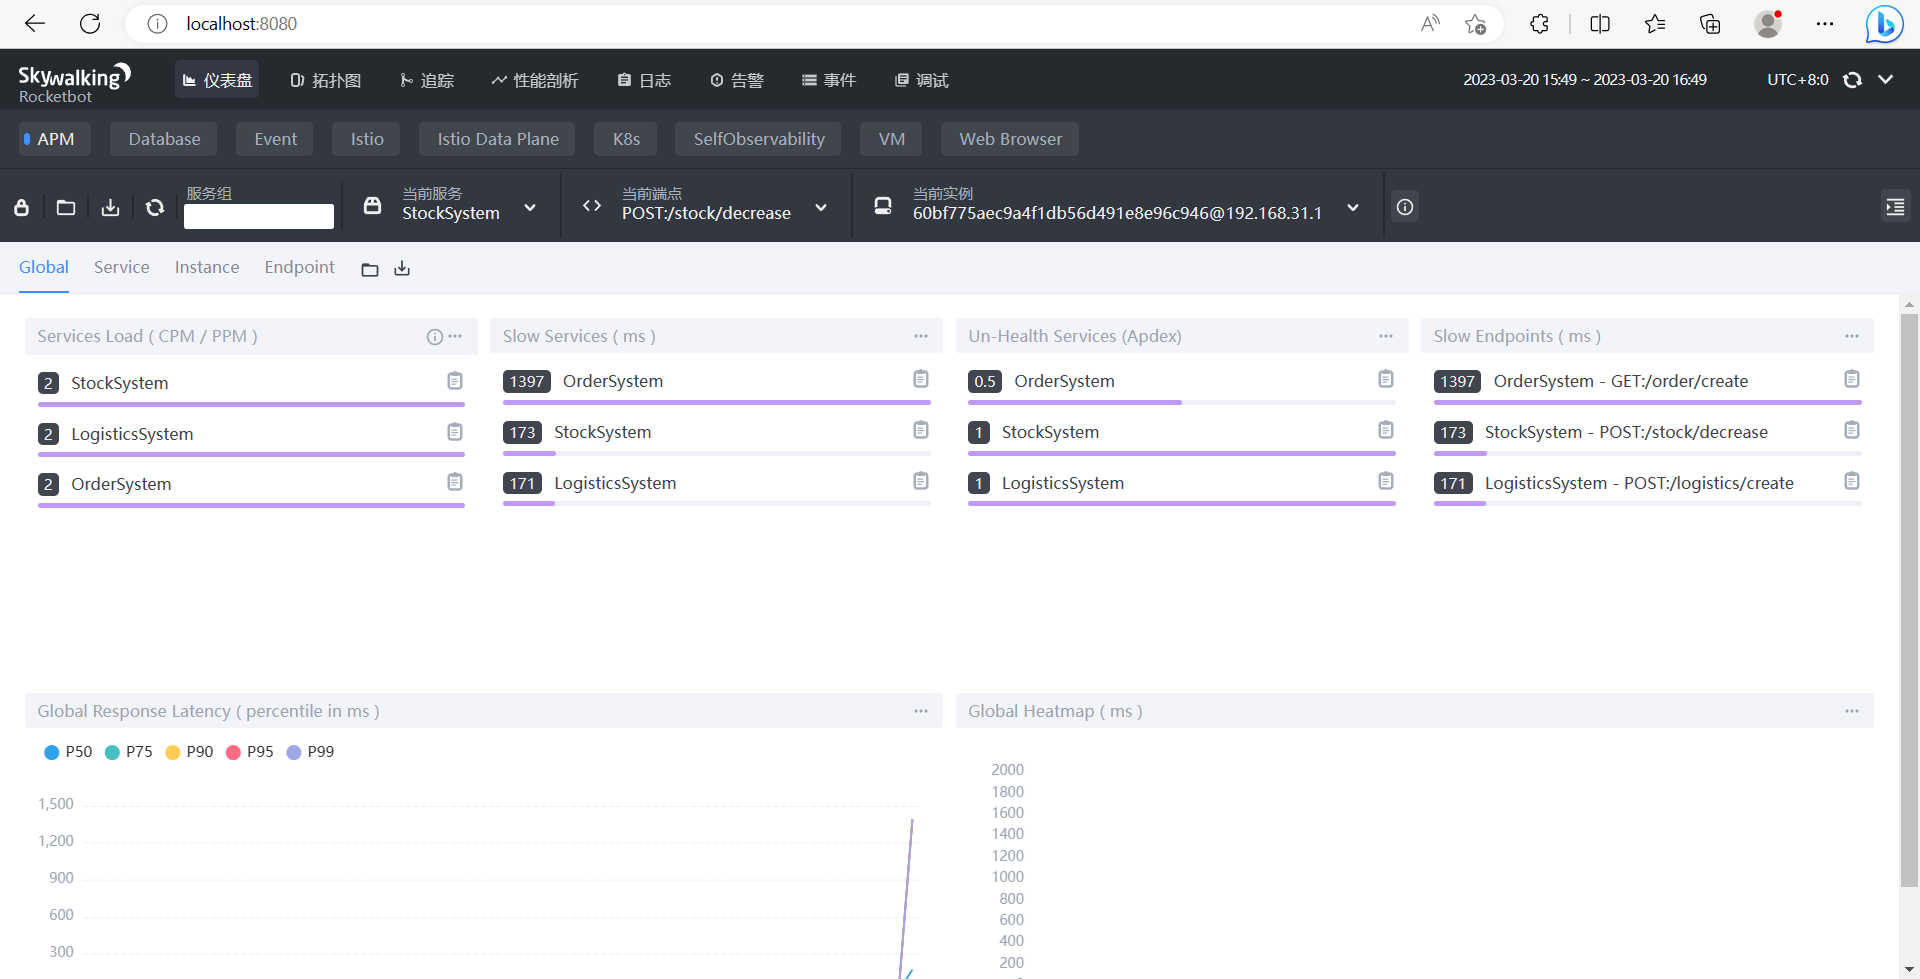 localhost:8080
Skywalking
Rocketbot
仪表盘 拓扑图 追踪 性能剖析 日志 告警 事件 调试
2023-03-20 15:49 ~ 2023-03-20 16:49 UTC+8:0
APM Database Event Istio Istio Data Plane K8s SelfObservability VM Web Browser
服务组
当前服务
StockSystem
当前端点
POST:/stock/decrease
当前实例
60bf775aec9a4f1db56d491e8e96c946@192.168.31.1
Global Service Instance Endpoint
Services Load ( CPM / PPM )
2 StockSystem
2 LogisticsSystem
2 OrderSystem
Slow Services ( ms )
1397 OrderSystem
173 StockSystem
171 LogisticsSystem
Un-Health Services (Apdex)
0.5 OrderSystem
1 StockSystem
1 LogisticsSystem
Slow Endpoints ( ms )
1397 OrderSystem - GET:/order/create
173 StockSystem - POST:/stock/decrease
171 LogisticsSystem - POST:/logistics/create
Global Response Latency ( percentile in ms )
P50 P75 P90 P95 P99
1,500
1,200
900
600
300
Global Heatmap ( ms )
2000
1800
1600
1400
1200
1000
800
600
400
200